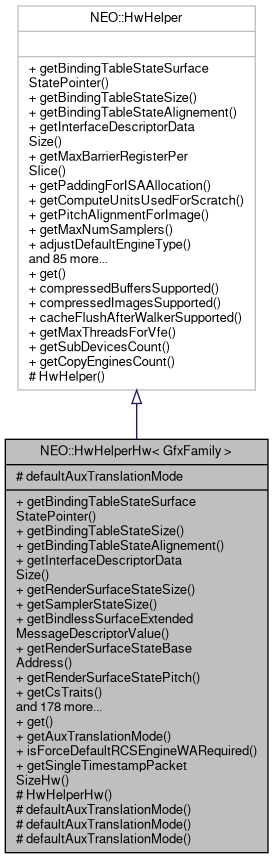 NEO::HwHelper
+ getBindingTableStateSurface
StatePointer()
+ getBindingTableStateSize()
+ getBindingTableStateAlignement()
+ getInterfaceDescriptorData
Size()
+ getMaxBarrierRegisterPer
Slice()
+ getPaddingForISAAllocation()
+ getComputeUnitsUsedForScratch()
+ getPitchAlignmentForImage()
+ getMaxNumSamplers()
+ adjustDefaultEngineType()
and 85 more...
+ get()
+ compressedBuffersSupported()
+ compressedImagesSupported()
+ cacheFlushAfterWalkerSupported()
+ getMaxThreadsForVfe()
+ getSubDevicesCount()
+ getCopyEnginesCount()
# HwHelper()
NEO::HwHelperHw< GfxFamily >
# defaultAuxTranslationMode
+ getBindingTableStateSurface
StatePointer()
+ getBindingTableStateSize()
+ getBindingTableStateAlignement()
+ getInterfaceDescriptorData
Size()
+ getRenderSurfaceStateSize()
+ getSamplerStateSize()
+ getBindlessSurfaceExtended
MessageDescriptorValue()
+ getRenderSurfaceStateBase
Address()
+ getRenderSurfaceStatePitch()
+ getCsTraits()
and 178 more...
+ get()
+ getAuxTranslationMode()
+ isForceDefaultRCSEngineWARequired()
+ getSingleTimestampPacket
SizeHw()
# HwHelperHw()
# defaultAuxTranslationMode()
# defaultAuxTranslationMode()
# defaultAuxTranslationMode()